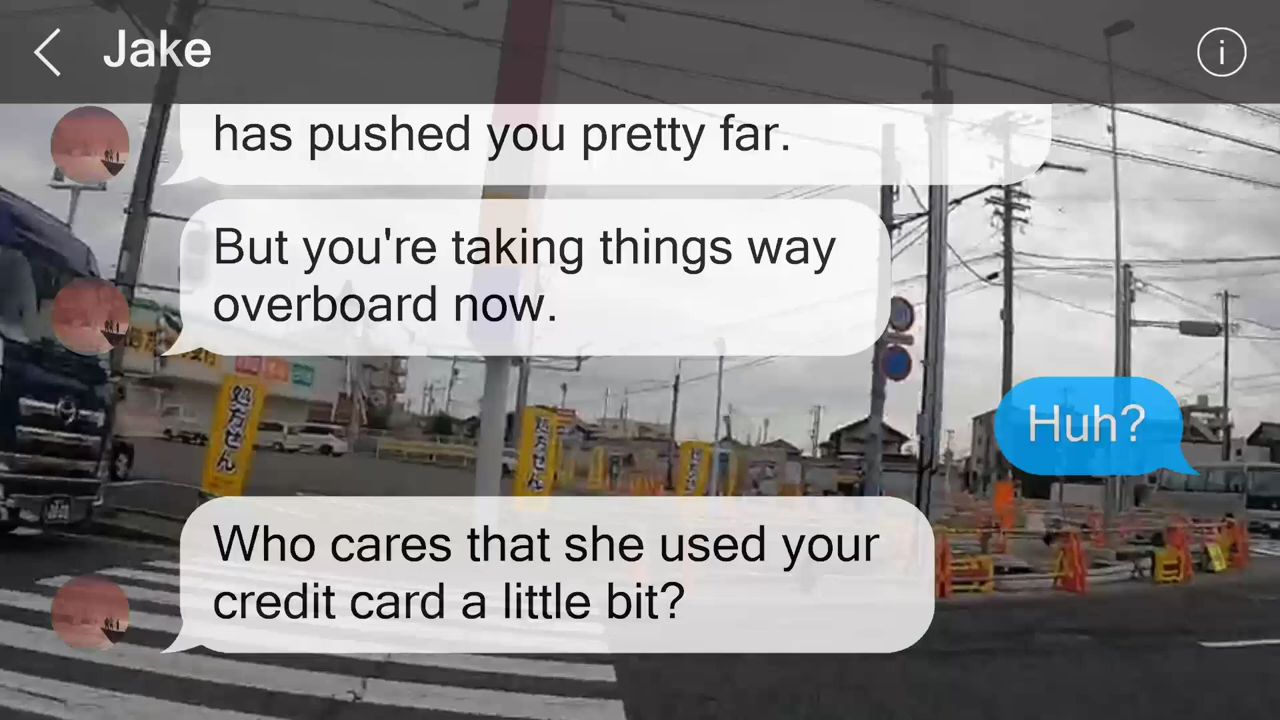 Jake
has pushed you pretty far.
But you're taking things way
overboard now.
Huh?
Who cares that she used your
credit card a little bit?